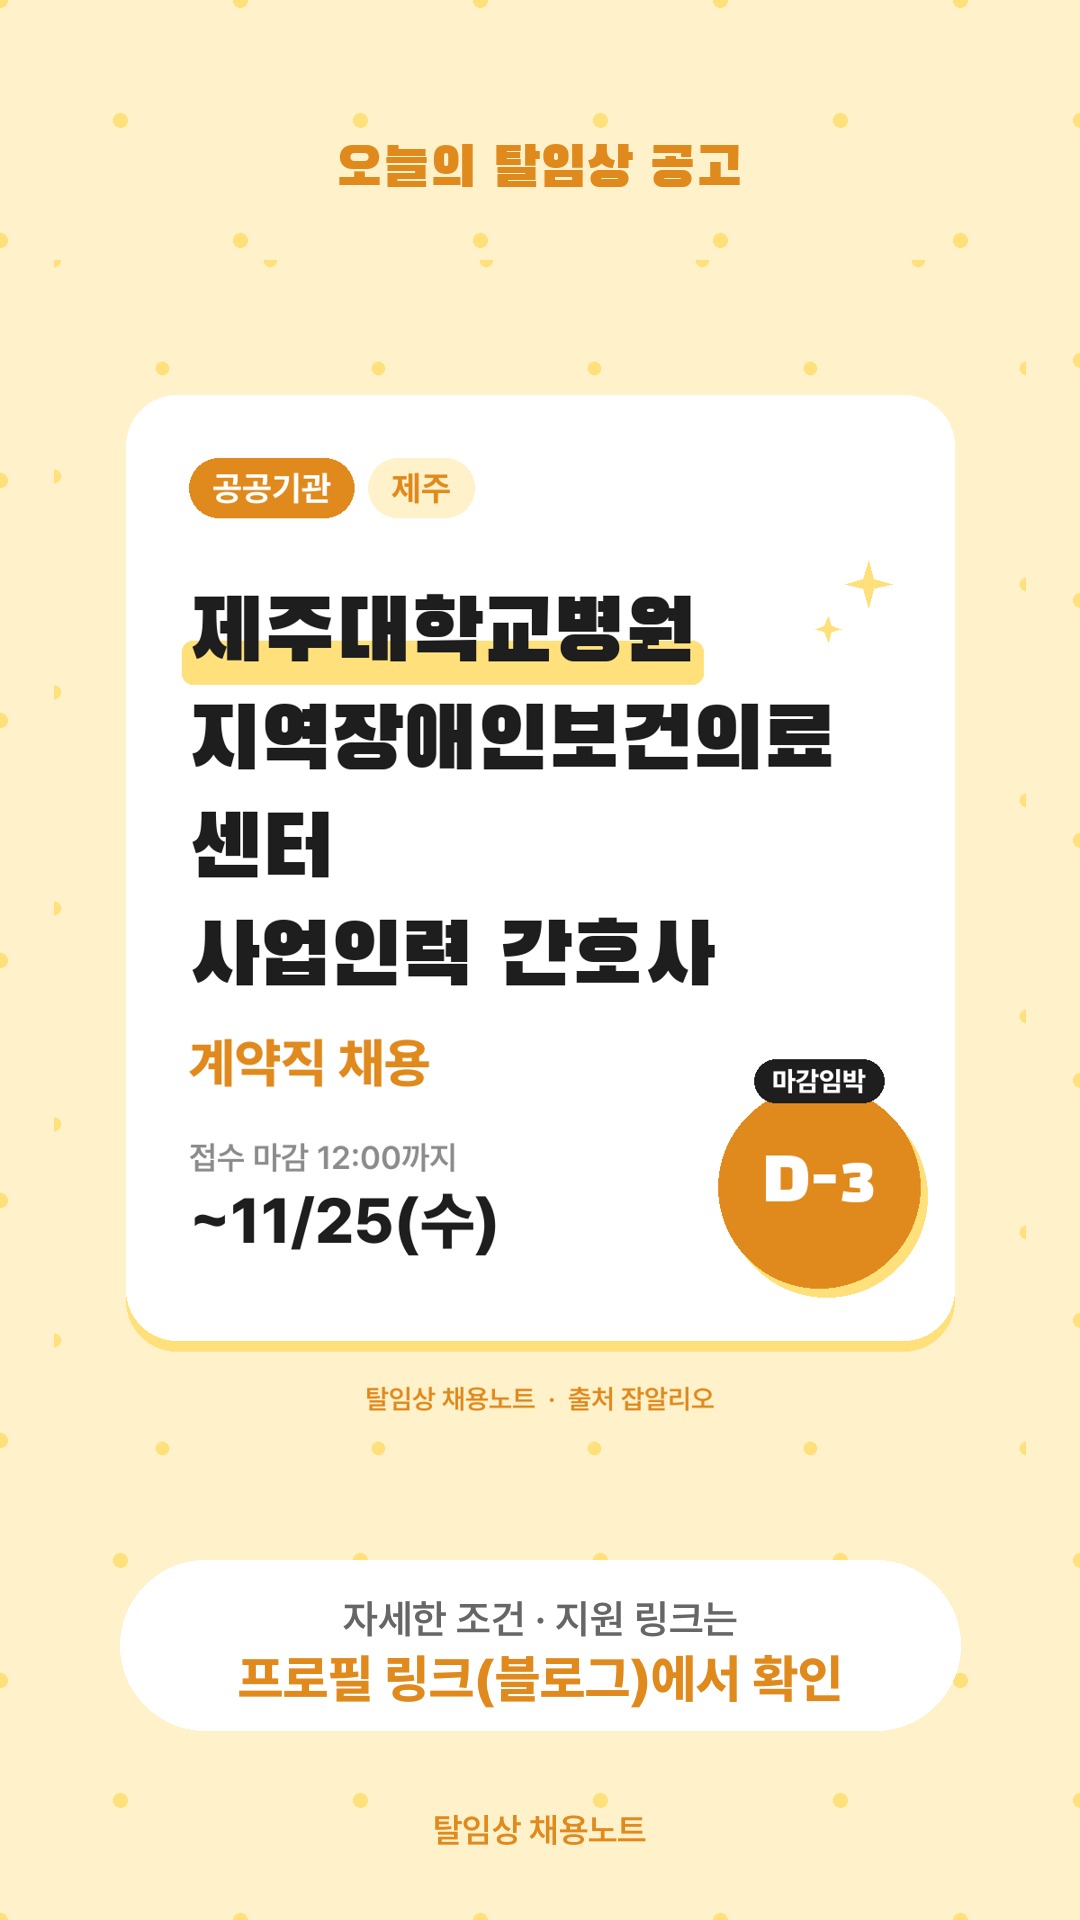 오늘의 탈임상 공고
공공기관 제주
제주대학교병원
지역장애인보건의료
센터
사업인력 간호사
계약직 채용
마감임박
D-3
접수 마감 12:00까지
~11/25(수)
탈임상 채용노트 · 출처 잡알리오
자세한 조건 · 지원 링크는
프로필 링크(블로그)에서 확인
탈임상 채용노트